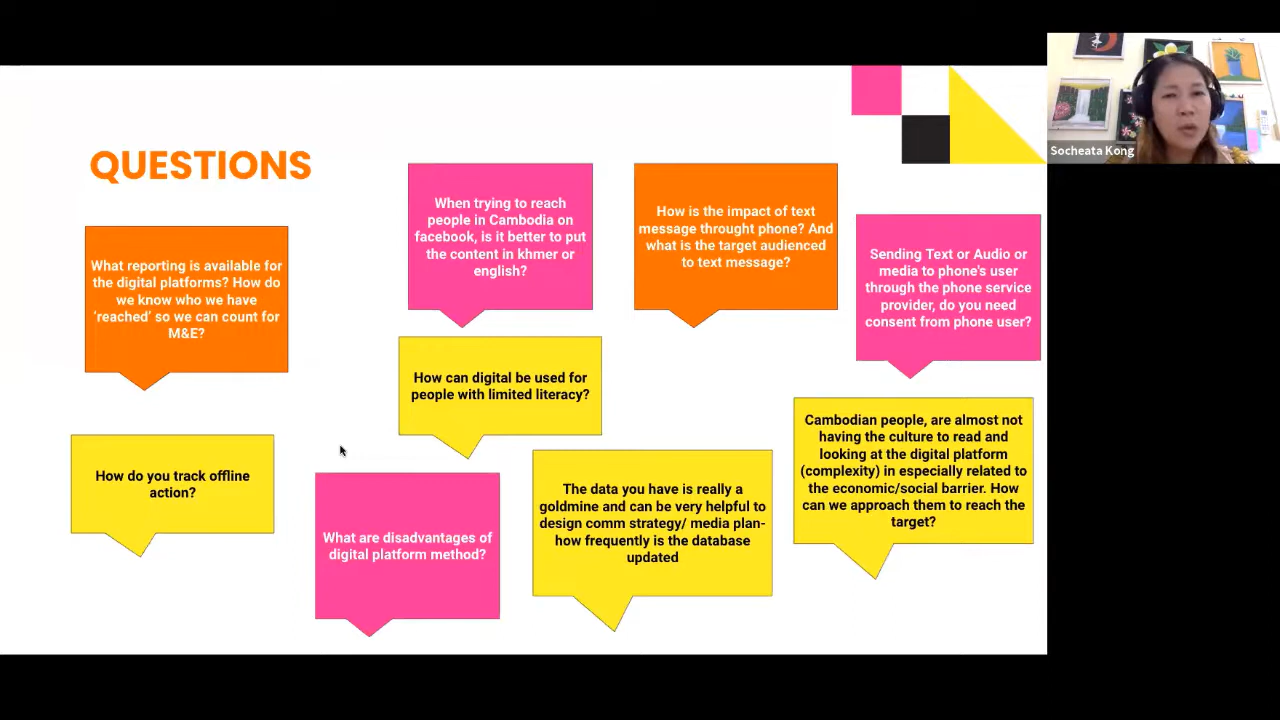 QUESTIONS
What reporting is available for
the digital platforms? How do
we know who we have
‘reached’ so we can count for
M&E?
When trying to reach
people in Cambodia on
facebook, is it better to put
the content in khmer or
english?
How is the impact of text
message throught phone? And
what is the target audienced
to text message?
Sending Text or Audio or
media to phone's user
through the phone service
provider, do you need
consent from phone user?
How can digital be used for
people with limited literacy?
How do you track offline
action?
What are disadvantages of
digital platform method?
The data you have is really a
goldmine and can be very helpful to
design comm strategy/ media plan-
how frequently is the database
updated
Cambodian people, are almost not
having the culture to read and
looking at the digital platform
(complexity) in especially related to
the economic/social barrier. How
can we approach them to reach the
target?
Socheata Kong